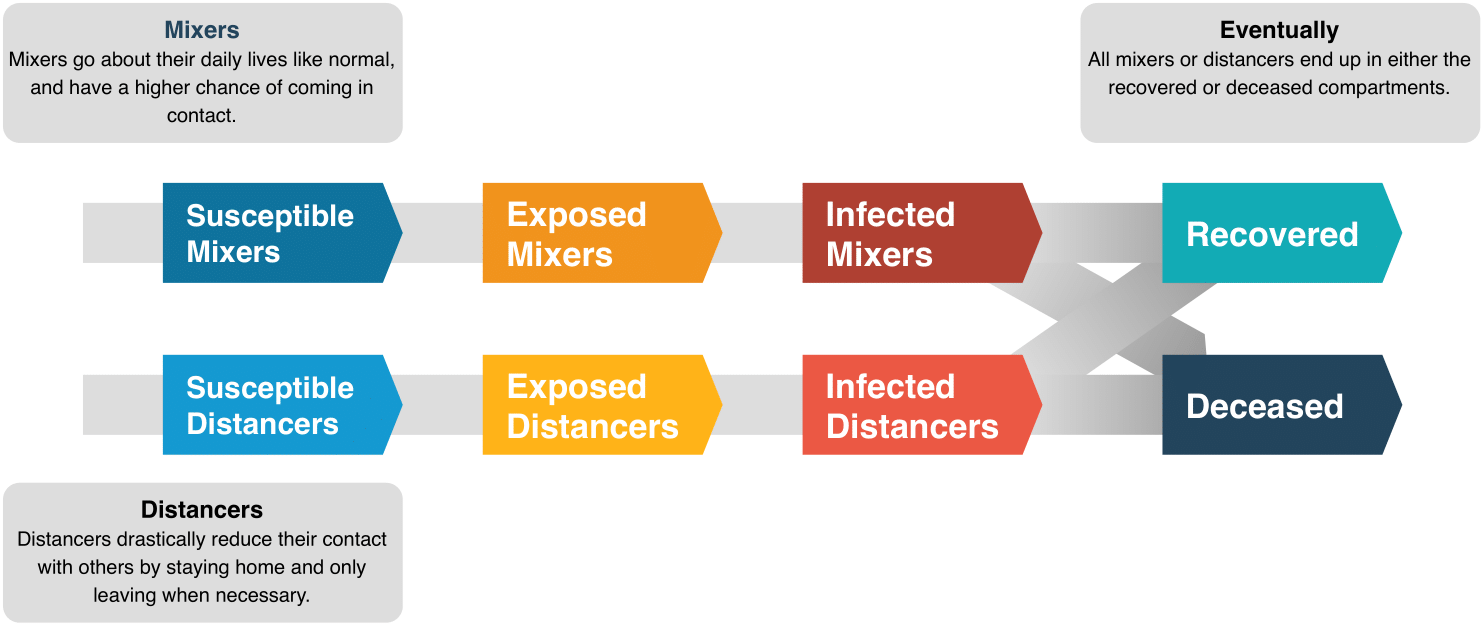 Mixers
Mixers go about their daily lives like normal,
and have a higher chance of coming in
contact.
Eventually
All mixers or distancers end up in either the
recovered or deceased compartments.
Susceptible
Mixers
Exposed
Mixers
Infected
Mixers
Recovered
Susceptible
Distancers
Exposed
Distancers
Infected
Distancers
Deceased
Distancers
Distancers drastically reduce their contact
with others by staying home and only
leaving when necessary.